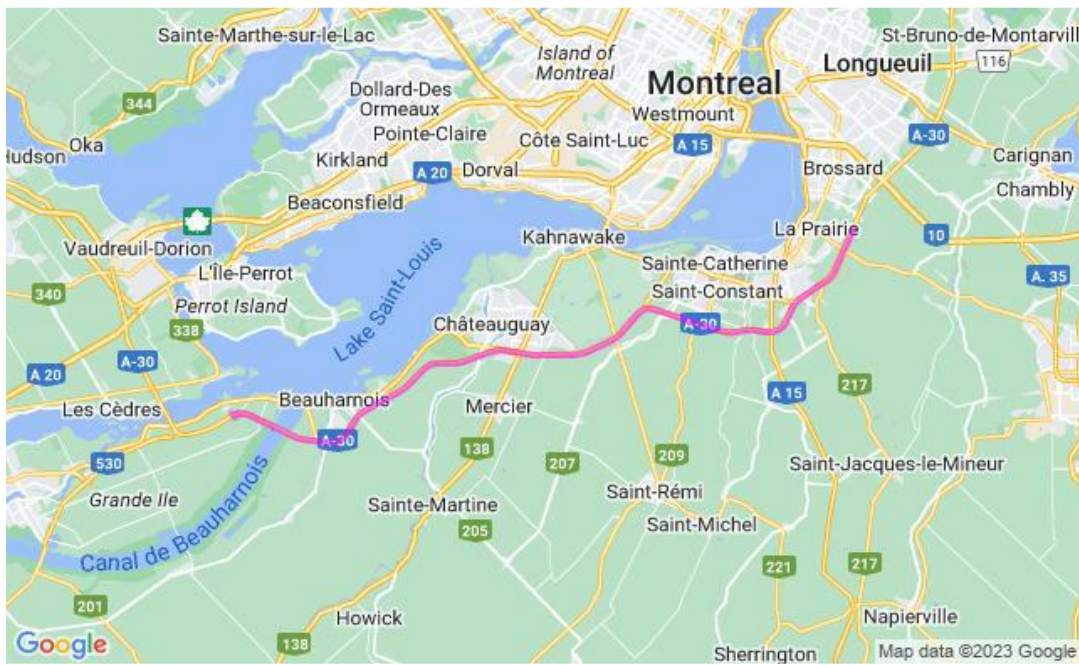 Sainte-Marthe-sur-le-Lac
Island of
Montreal
St-Bruno-de-Montarvill
116
Longueuil
Montreal
344
Dollard-Des
Ormeaux
Westmount
Pointe-Claire
Côte Saint-Luc
A-30
Oka
Hudson
Kirkland
A 20
Dorval
A 15
Brossard
Carignan
Chambly
Beaconsfield
Vaudreuil-Dorion
Kahnawake
La Prairie
10
L'Île-Perrot
Sainte-Catherine
A. 35
340
Perrot Island
Lake Saint-Louis
Saint-Constant
338
Châteauguay
A-30
A-30
A 20
217
A 15
Les Cèdres
Beauharnois
Mercier
A-30
530
138
207
209
Saint-Jacques-le-Mineur
Grande Ile
Canal de Beauharnois
Sainte-Martine
Saint-Rémi
Saint-Michel
205
221
217
201
Howick
Napierville
138
Sherrington
Google
Map data ©2023 Google